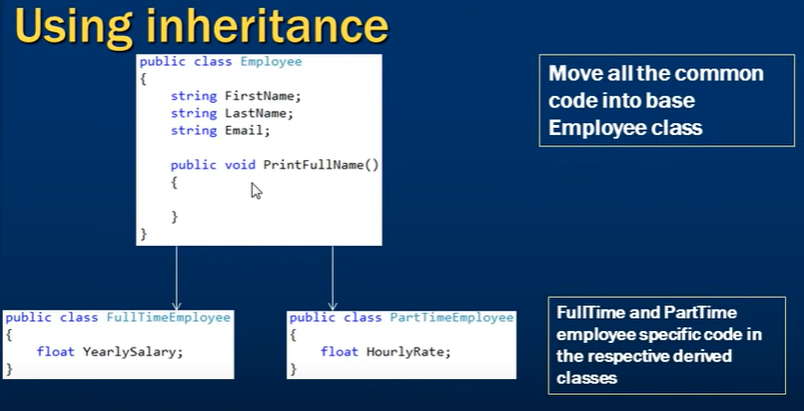 Using inheritance
public class Employee
{
string FirstName;
string LastName;
string Email;
public void PrintFullName()
{
}
}
Move all the common
code into base
Employee class
public class FullTimeEmployee
{
float YearlySalary;
}
public class PartTimeEmployee
{
float HourlyRate;
}
FullTime and PartTime
employee specific code in
the respective derived
classes